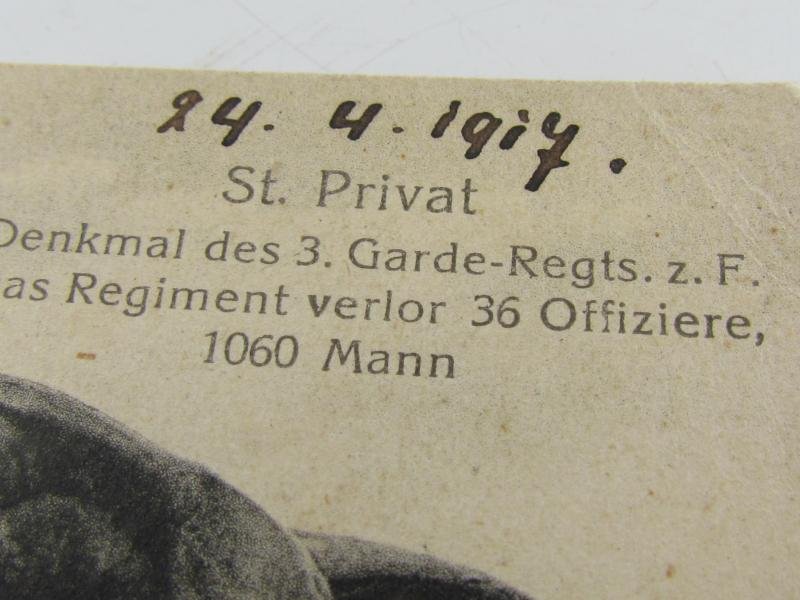 24. 4. 1917.
St. Privat
Denkmal des 3. Garde-Regts. z. F.
as Regiment verlor 36 Offiziere,
1060 Mann